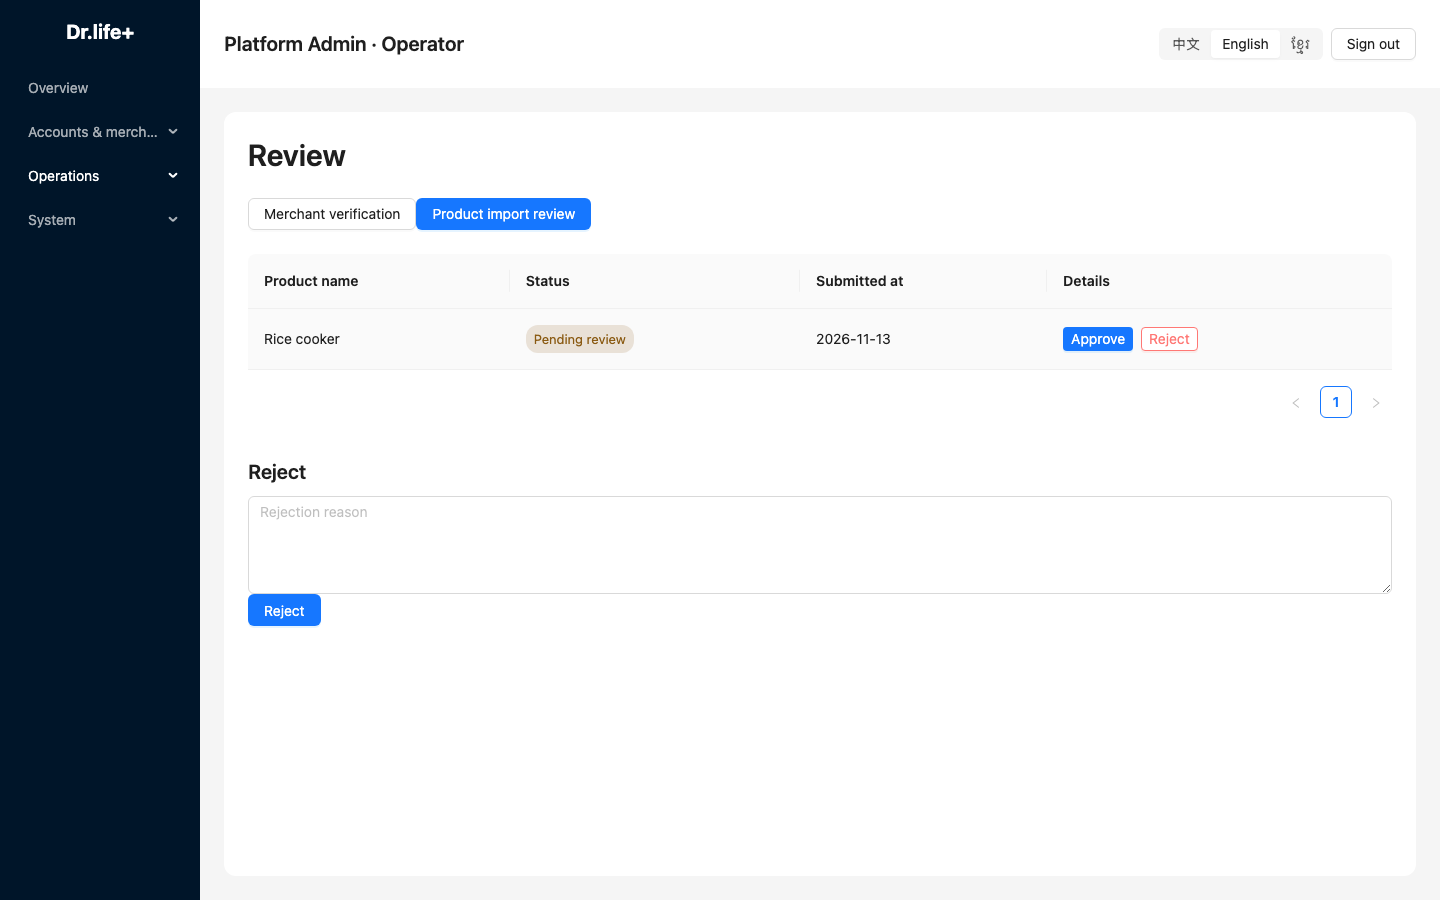 Dr.life+
Overview
Accounts & merch...
Operations
System
Platform Admin · Operator
中文 English ខ្មែរ
Sign out
Review
Merchant verification Product import review
Product name Status Submitted at Details
Rice cooker Pending review 2026-11-13 Approve Reject
1
Reject
Rejection reason
Reject